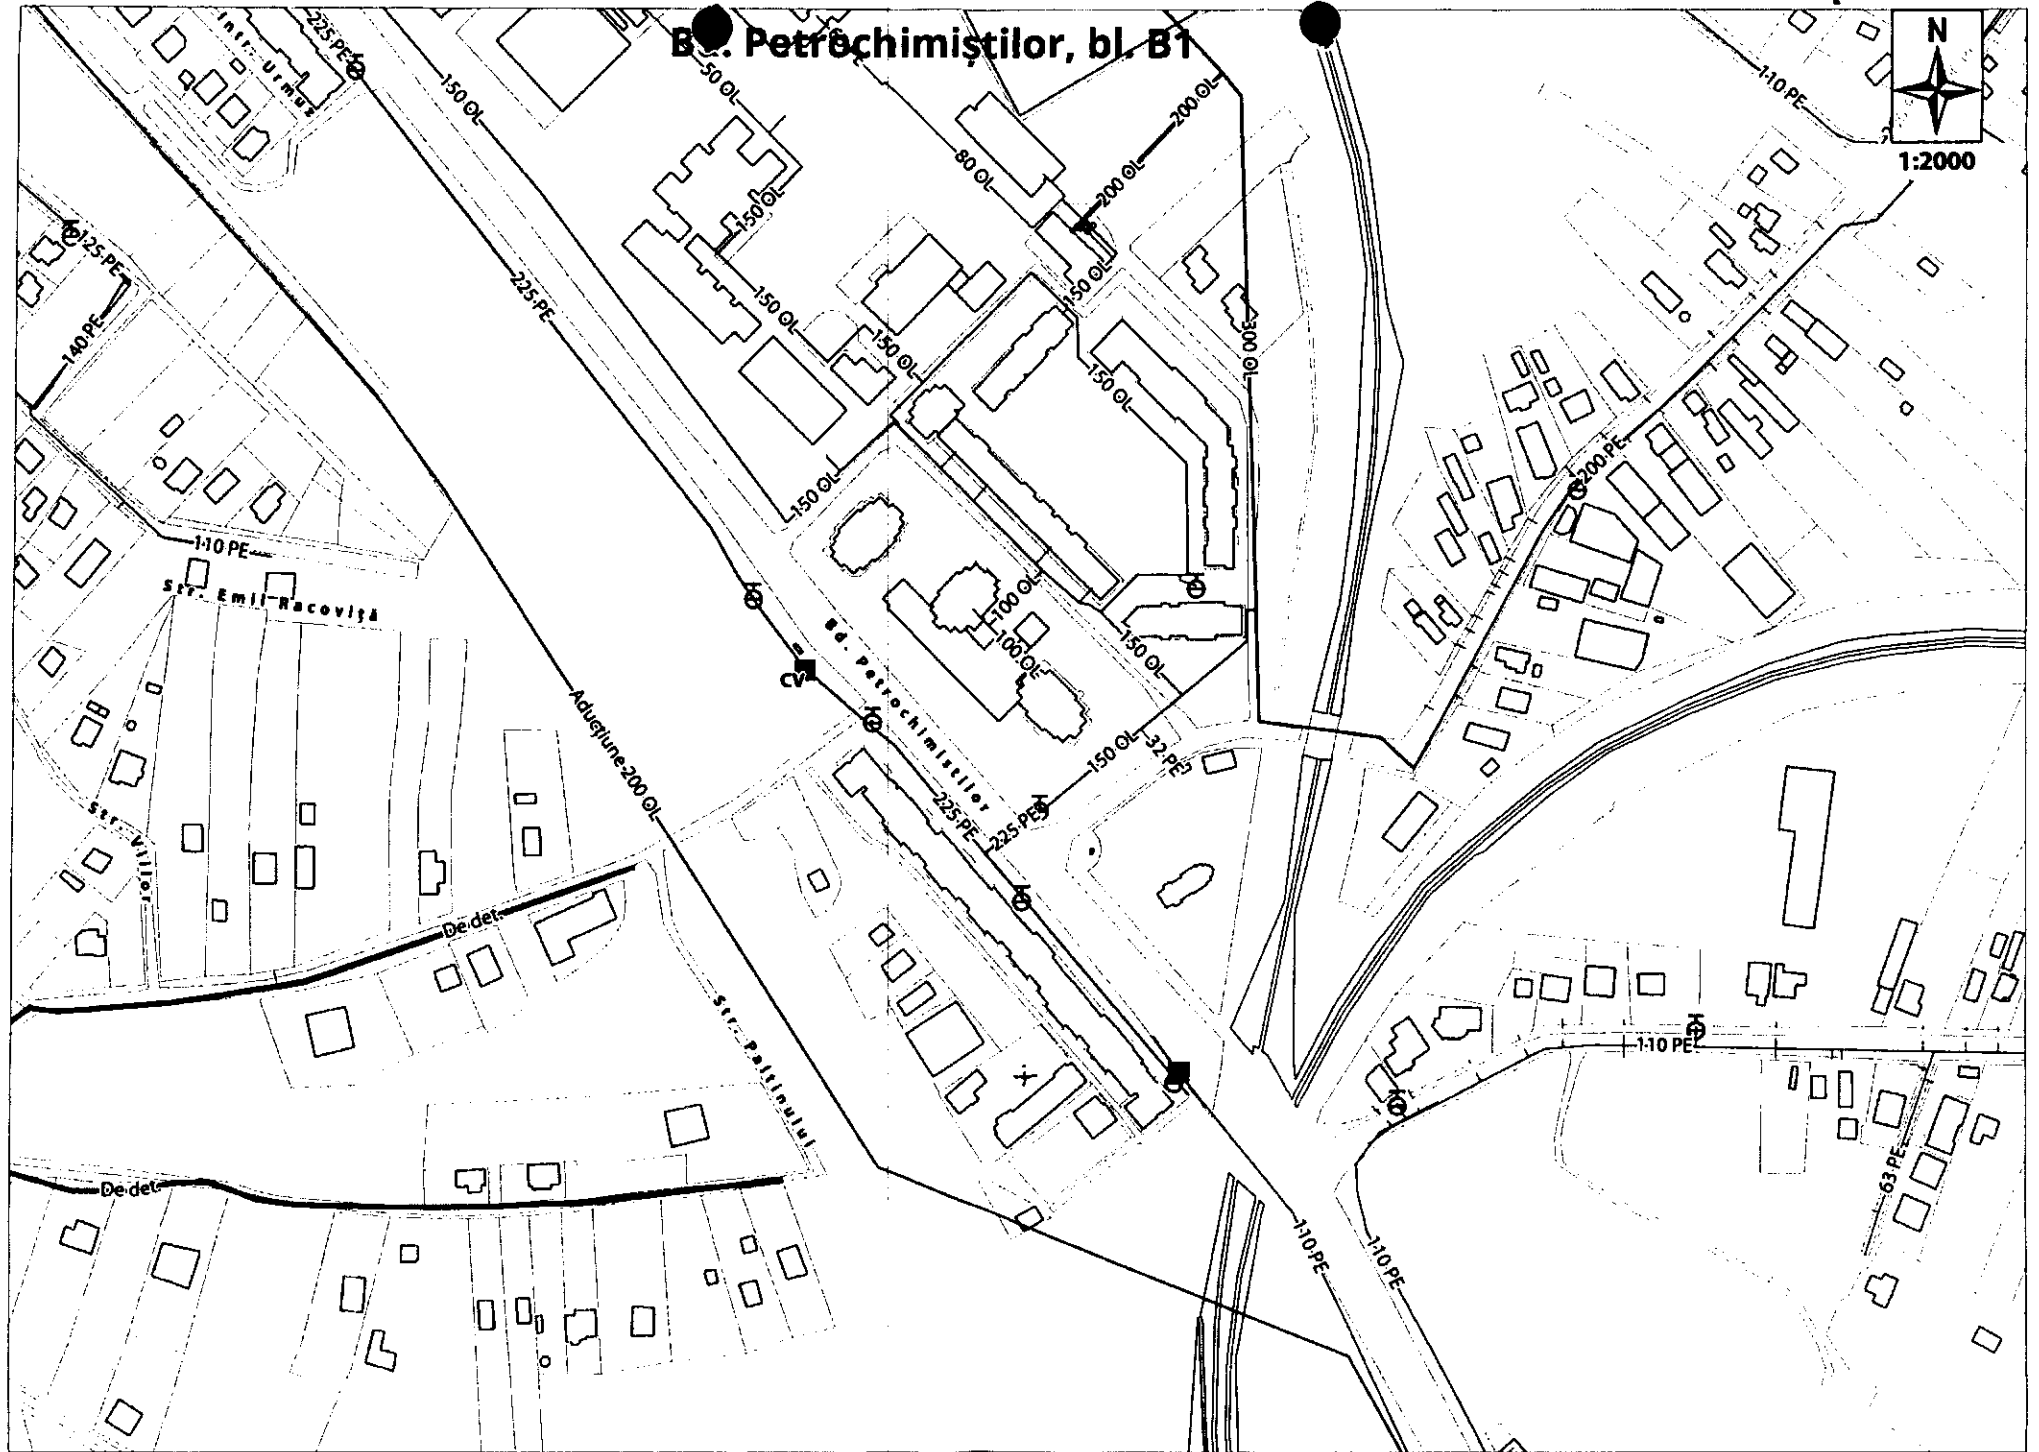 Bd. Petrochimiștilor, bl. B1
N
1:2000
Intr. Urmuz
225 PE
150 OL
50 OL
200 OL
110 PE
80 OL
200 OL
150 OL
125 PE
225 PE
150 OL
150 OL
140 PE
150 OL
300 OL
150 OL
200 PE
150 OL
110 PE
Str. Emil Racoviță
100 OL
150 OL
100 OL
CV
Bd. Petrochimistilor
Aducțiune 200 OL
150 OL
32 PE
225 PE
225 PE
Str. Viilor
De det.
Str. Paltinului
110 PE
De det.
63 PE
110 PE
110 PE